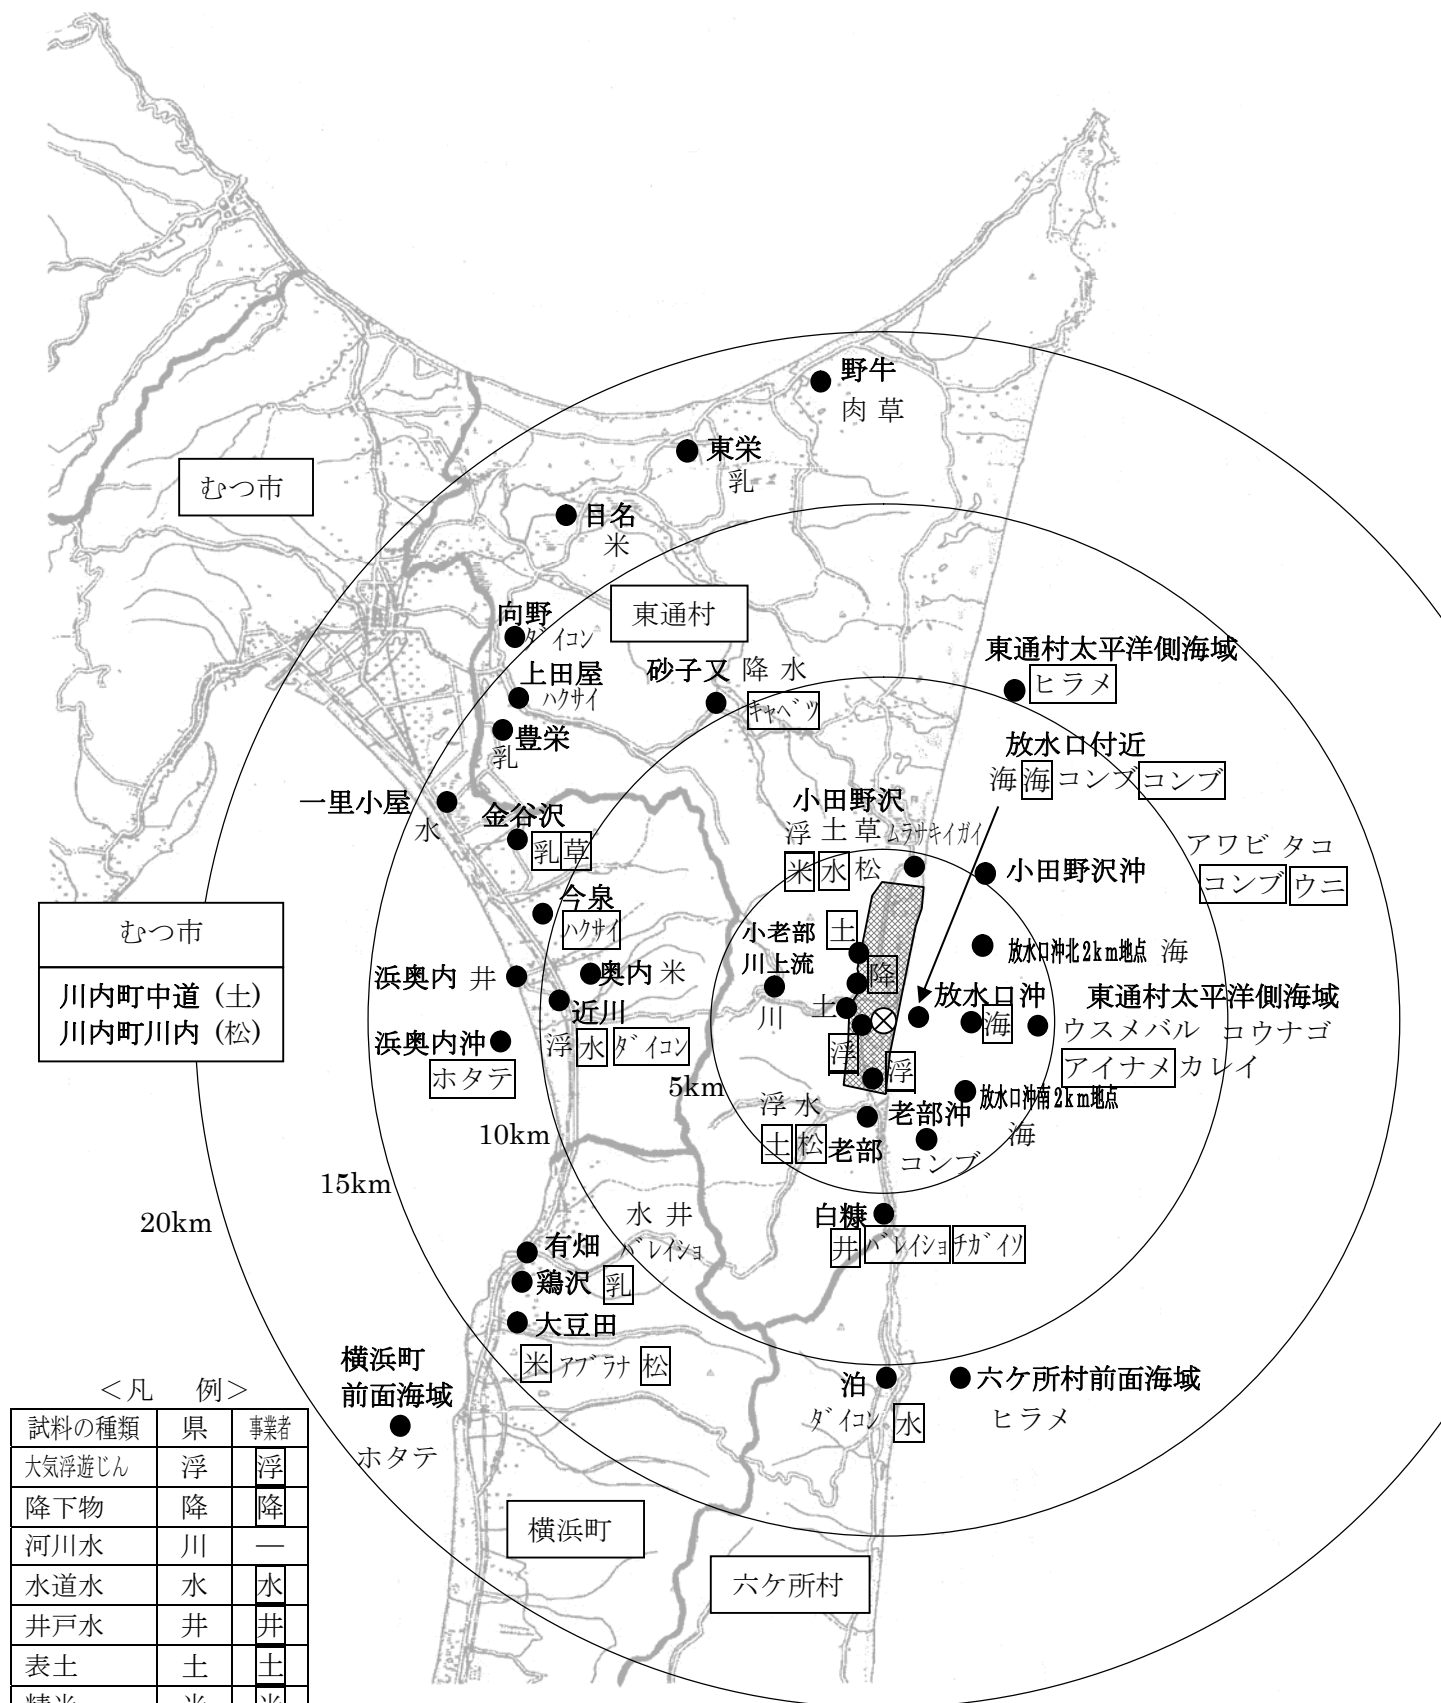 野牛
肉 草
東栄
乳
むつ市
目名
米
東通村
向野
ダイコン
上田屋
ハクサイ
砂子又 降 水
キャベツ
東通村太平洋側海域
ヒラメ
豊栄
乳
放水口付近
海 海 コンブ コンブ
一里小屋
水
金谷沢
乳 草
小田野沢
浮 土 草 ムラサキイガイ
米 水 松
小田野沢沖
アワビ タコ
コンブ ウニ
今泉
ハクサイ
むつ市
川内町中道 (土)
川内町川内 (松)
小老部
川上流
川
土
降
土
浮
浮
放水口沖北2km地点 海
浜奥内 井
奥内 米
近川
浮 水 ダイコン
放水口沖
海
東通村太平洋側海域
ウスメバル コウナゴ
アイナメ カレイ
浜奥内沖
ホタテ
5km
放水口沖南2km地点
海
浮 水
土 松 老部
老部沖
コンブ
10km
15km
20km
水 井
バレイショ
有畑
白糠
井 バレイショ チガイソ
鶏沢 乳
大豆田
米 アブラナ 松
横浜町
前面海域
ホタテ
泊
ダイコン 水
六ケ所村前面海域
ヒラメ
横浜町
六ケ所村
<凡 例>
試料の種類 県 事業者
大気浮遊じん 浮 浮
降下物 降 降
河川水 川 —
水道水 水 水
井戸水 井 井
表土 土 土
精米 米 米